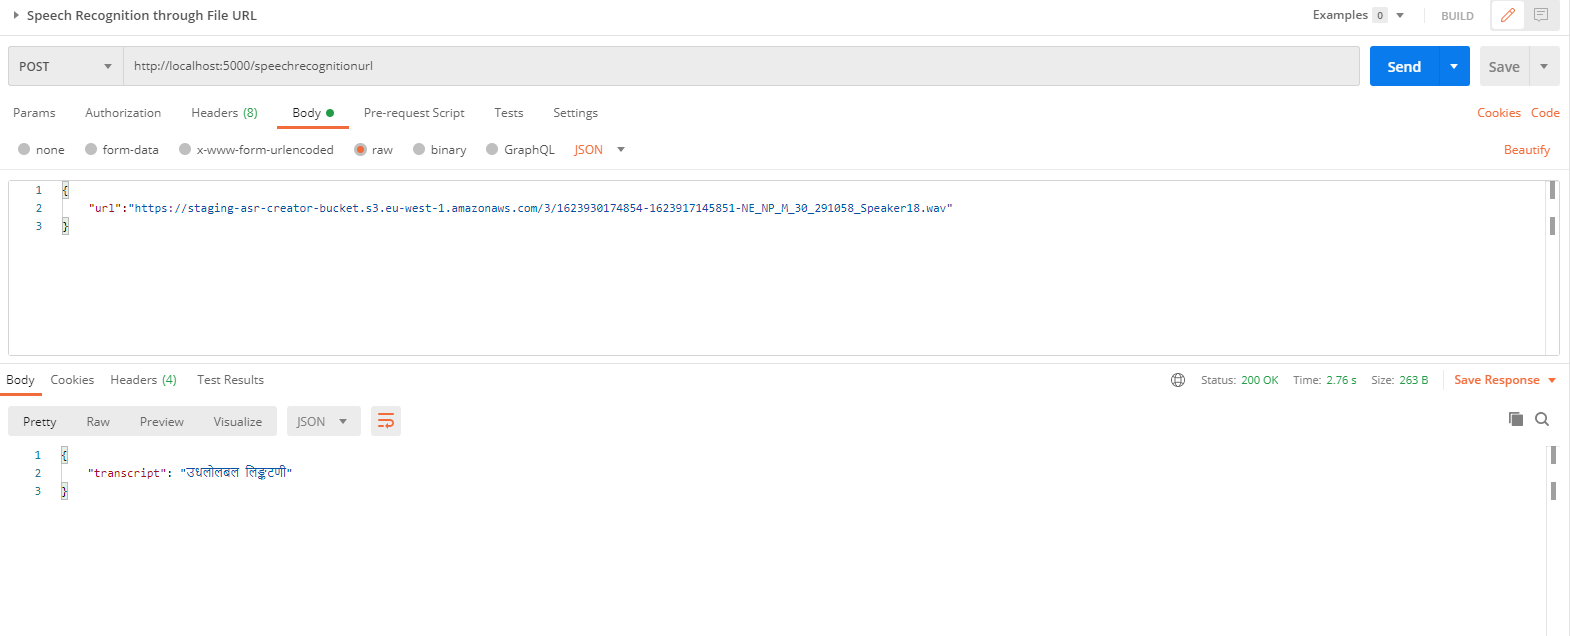 Speech Recognition through File URL
Examples 0 BUILD
POST http://localhost:5000/speechrecognitionurl Send Save
Params Authorization Headers (8) Body Pre-request Script Tests Settings Cookies Code
none form-data x-www-form-urlencoded raw binary GraphQL JSON Beautify
1 {
2 "url":"https://staging-asr-creator-bucket.s3.eu-west-1.amazonaws.com/3/1623930174854-1623917145851-NE_NP_M_30_291058_Speaker18.wav"
3 }
Body Cookies Headers (4) Test Results Status: 200 OK Time: 2.76 s Size: 263 B Save Response
Pretty Raw Preview Visualize JSON
1 {
2 "transcript": "उधलोलबल लिङ्कटणी"
3 }